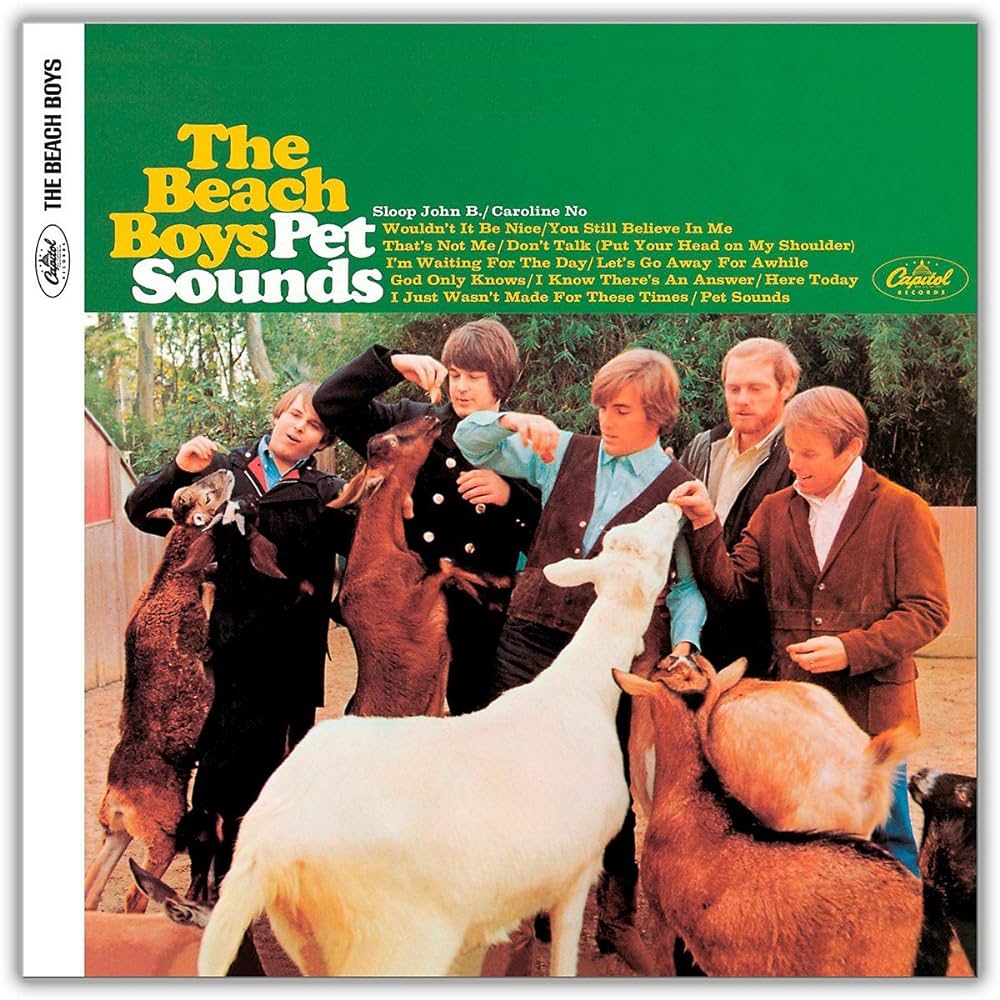 THE BEACH BOYS
Capitol
RECORDS
The
Beach
Boys Pet
Sounds
Sloop John B./Caroline No
Wouldn't It Be Nice/You Still Believe In Me
That's Not Me/Don't Talk (Put Your Head on My Shoulder)
I'm Waiting For The Day/Let's Go Away For Awhile
God Only Knows/I Know There's An Answer/Here Today
I Just Wasn't Made For These Times/Pet Sounds
Capitol
RECORDS